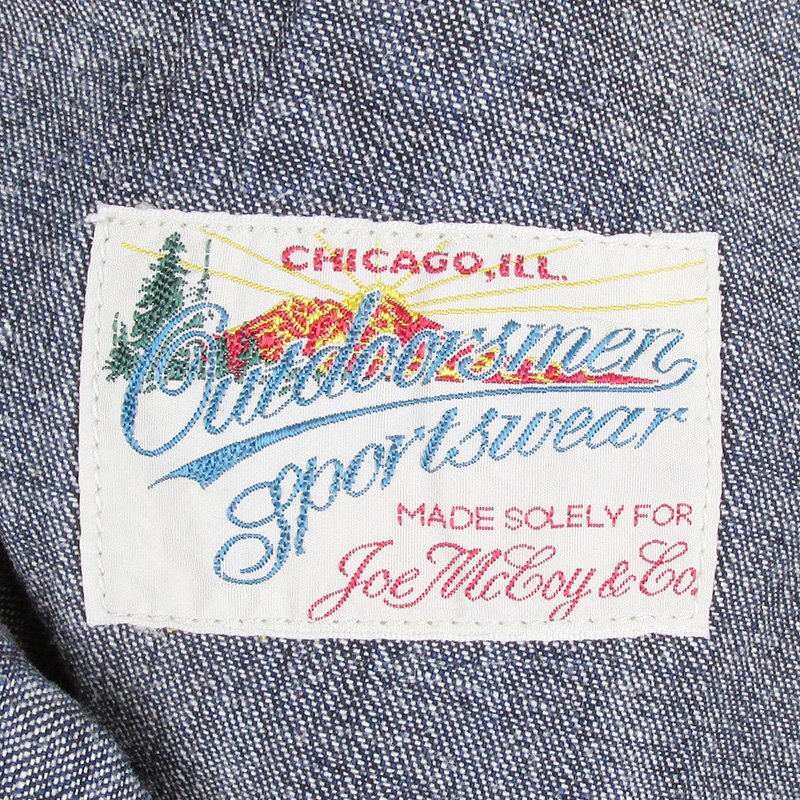 CHICAGO, ILL.
Outdoorsmen
Sportswear
MADE SOLELY FOR
Joe McCoy & Co.